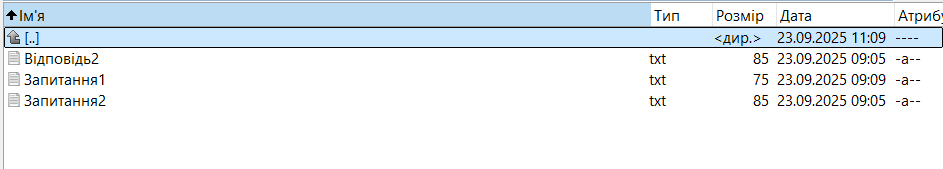 Ім'я Тип Розмір Дата Атрибу
[..] <дир.> 23.09.2025 11:09 ----
Відповідь2 txt 85 23.09.2025 09:05 -a--
Запитання1 txt 75 23.09.2025 09:09 -a--
Запитання2 txt 85 23.09.2025 09:05 -a--